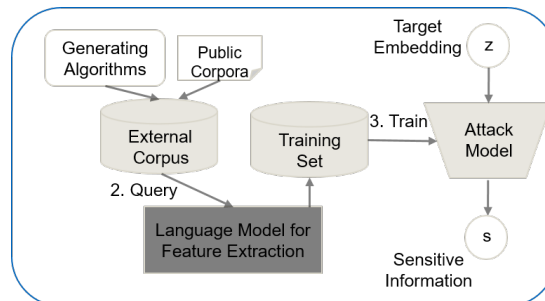 Generating
Algorithms
Public
Corpora
Target
Embedding
z
External
Corpus
Training
Set
3. Train
Attack
Model
2. Query
Language Model for
Feature Extraction
s
Sensitive
Information